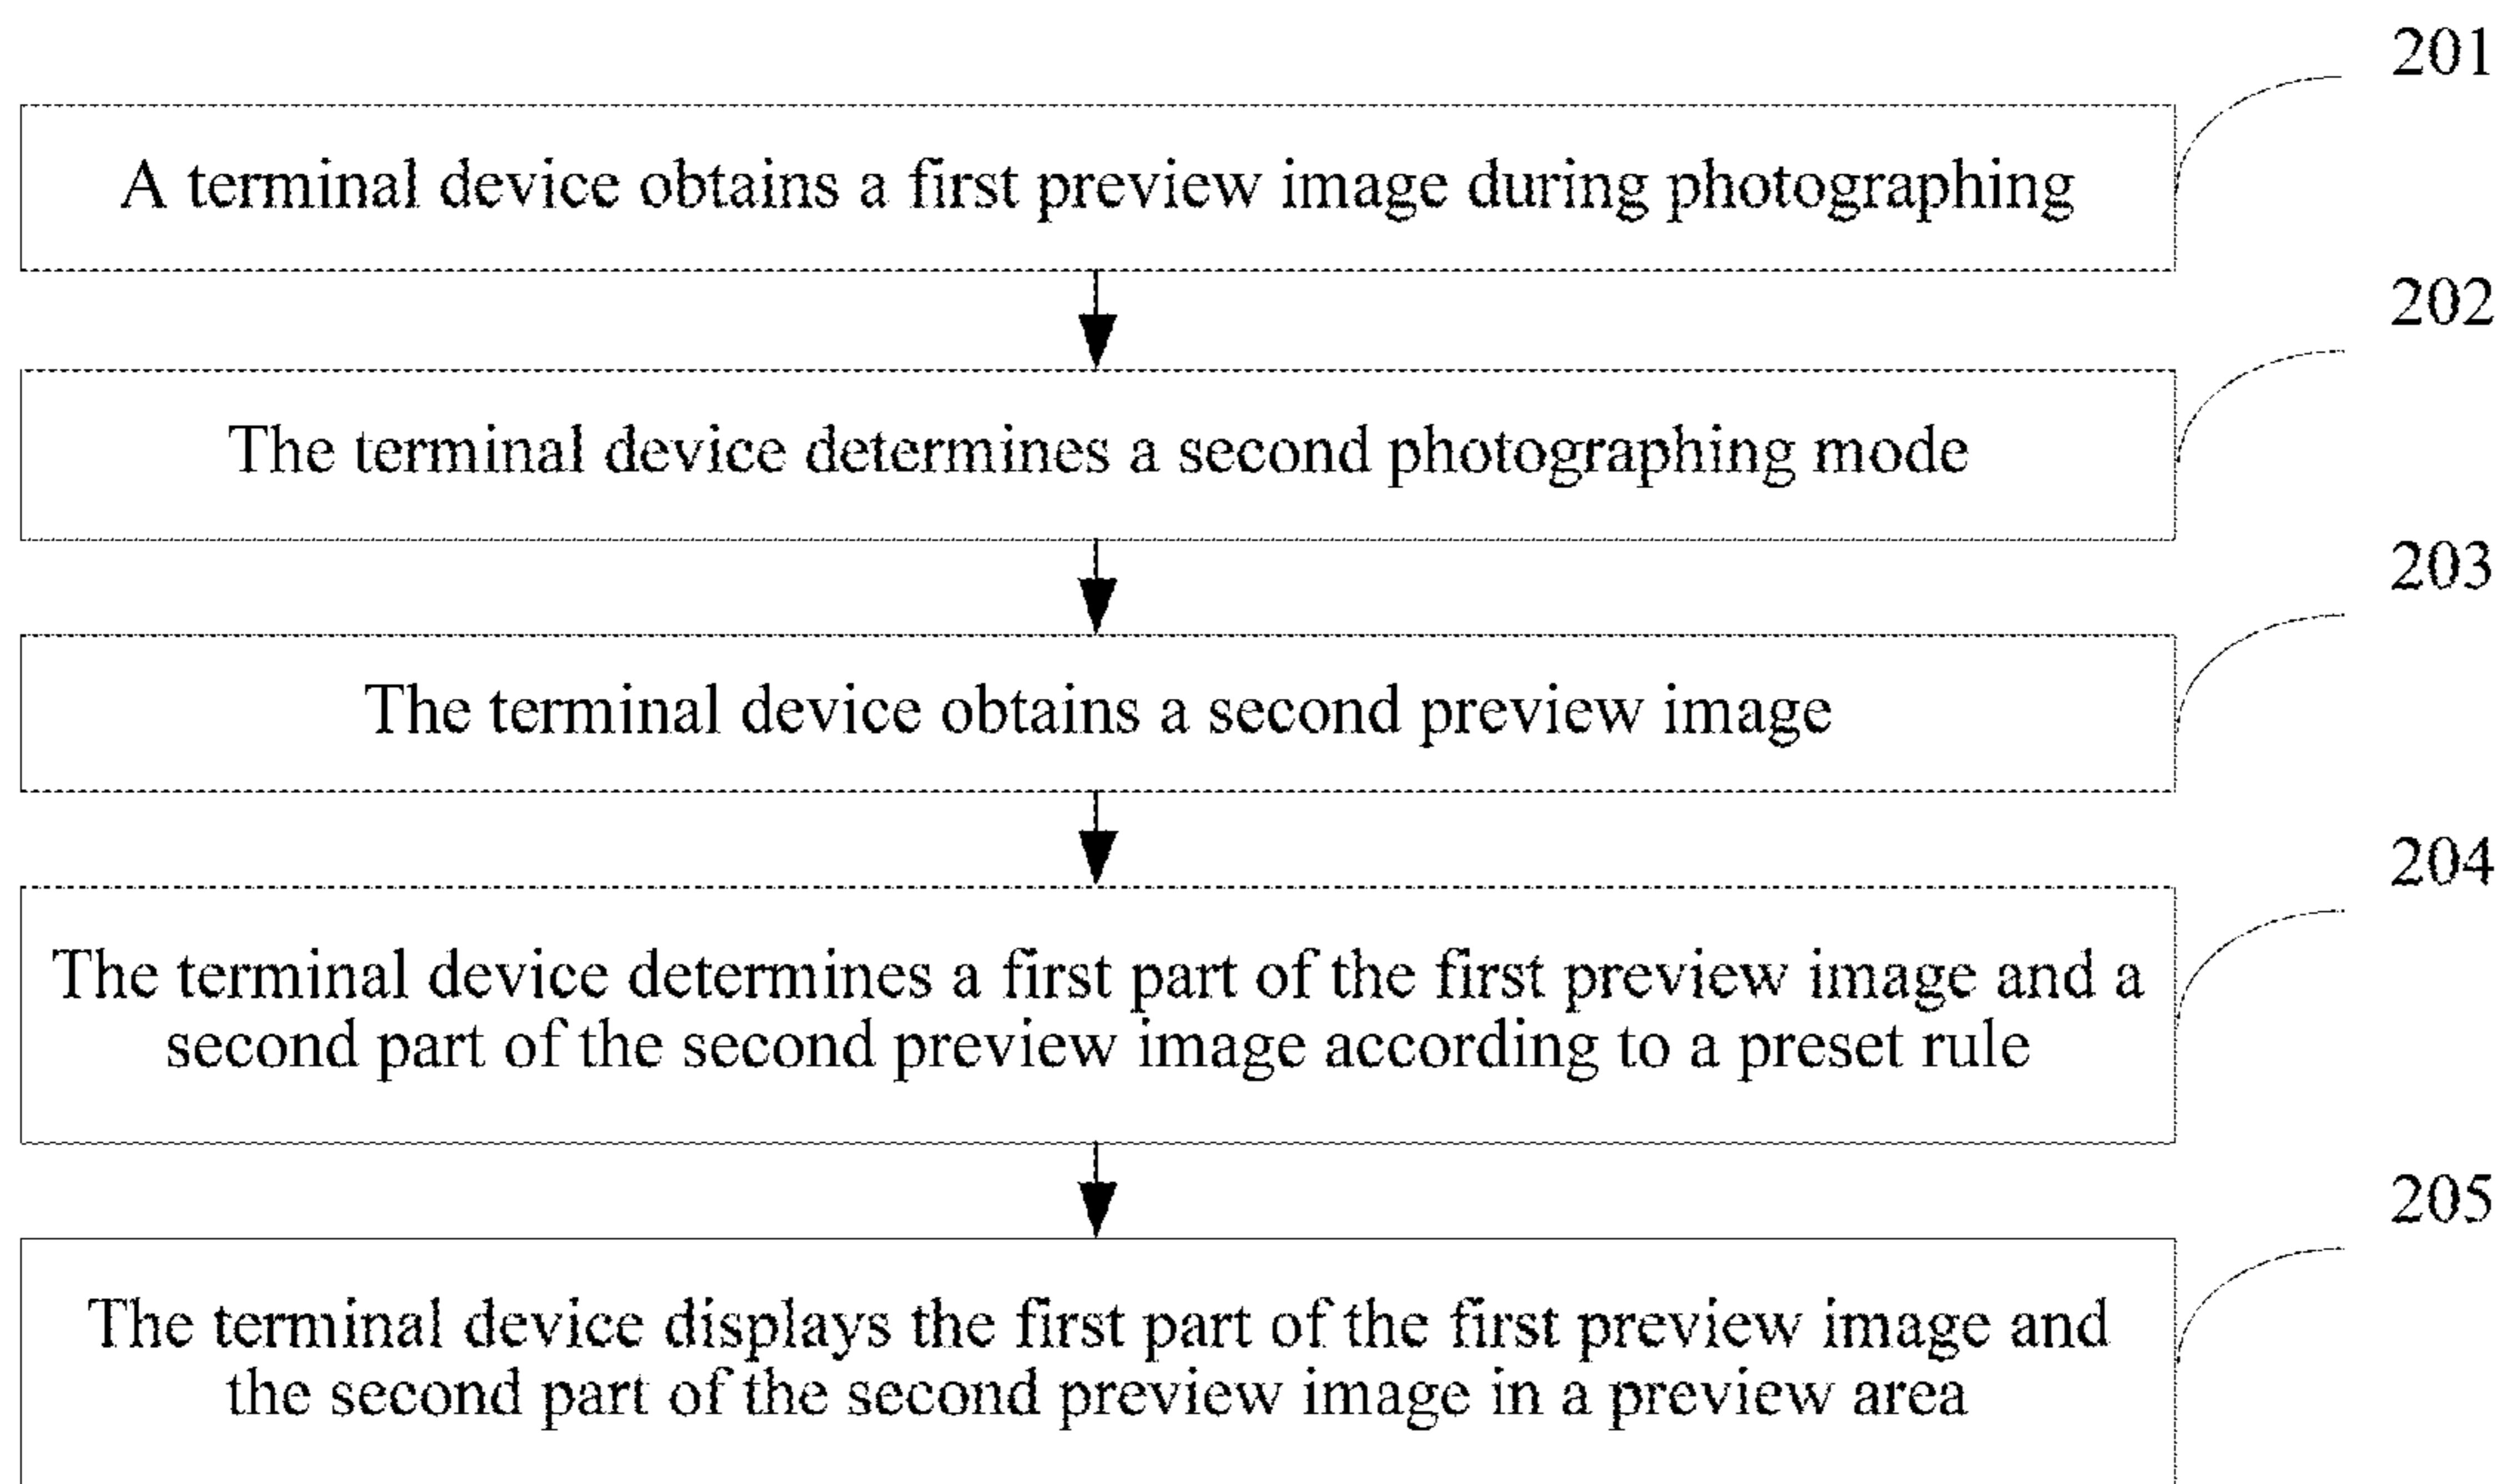 201
A terminal device obtains a first preview image during photographing
202
The terminal device determines a second photographing mode
203
The terminal device obtains a second preview image
204
The terminal device determines a first part of the first preview image and a
second part of the second preview image according to a preset rule
205
The terminal device displays the first part of the first preview image and
the second part of the second preview image in a preview area